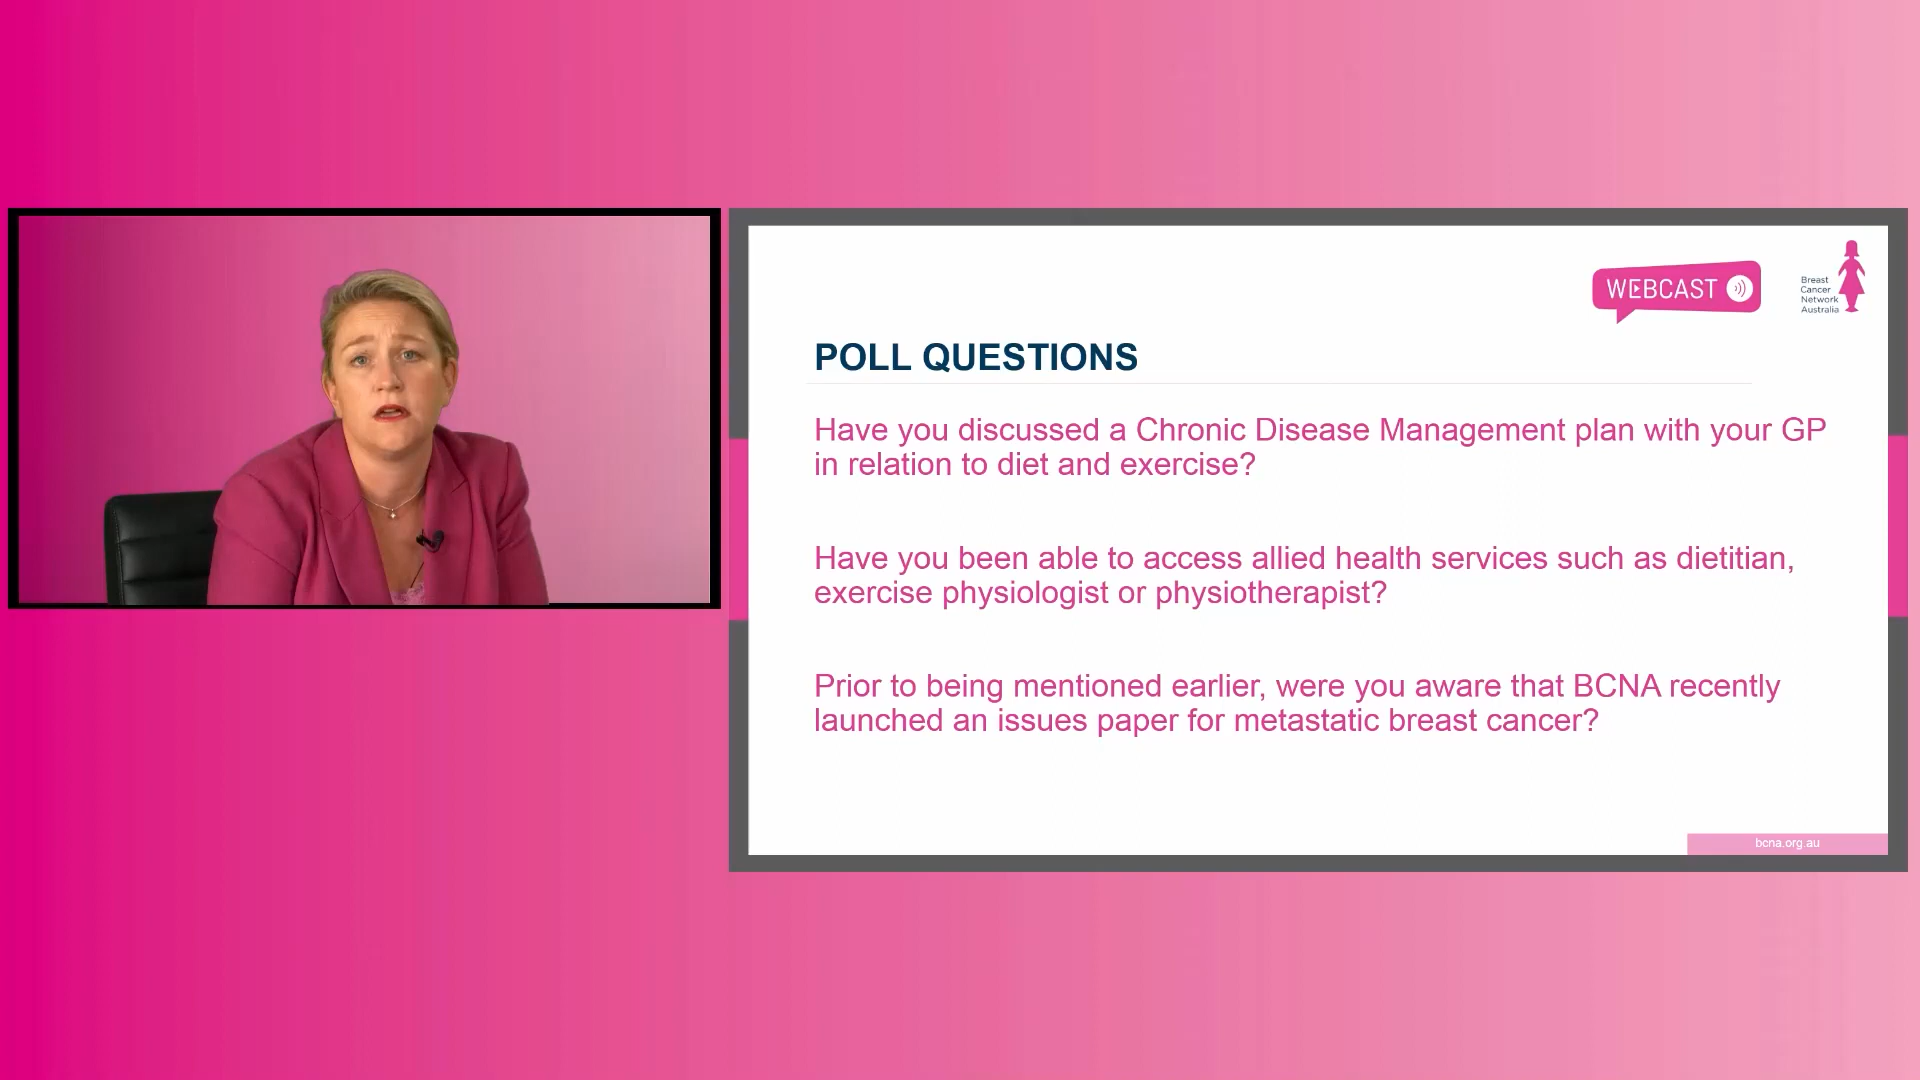 WEBCAST
Breast
Cancer
Network
Australia
POLL QUESTIONS
Have you discussed a Chronic Disease Management plan with your GP
in relation to diet and exercise?
Have you been able to access allied health services such as dietitian,
exercise physiologist or physiotherapist?
Prior to being mentioned earlier, were you aware that BCNA recently
launched an issues paper for metastatic breast cancer?
bcna.org.au